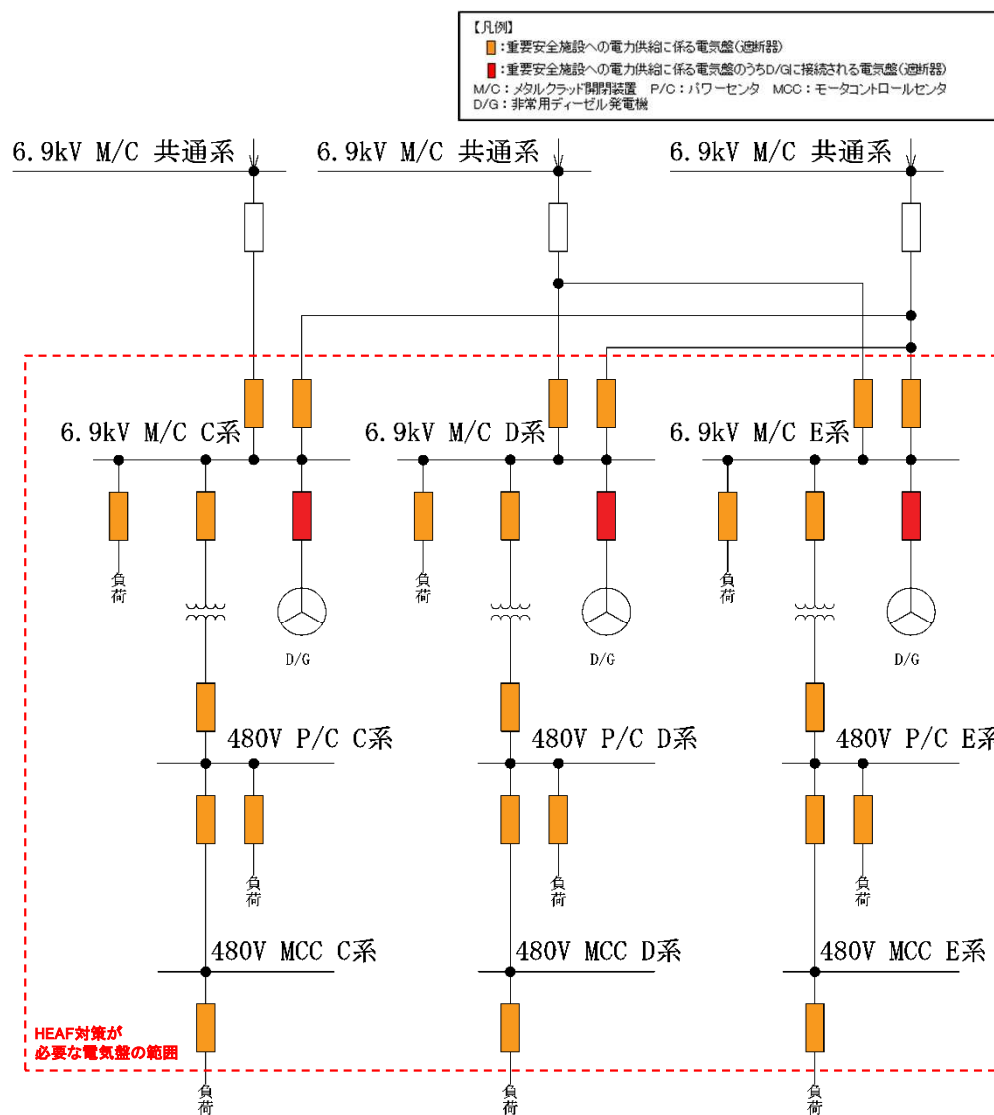 【凡例】
:重要安全施設への電力供給に係る電気盤(遮断器)
:重要安全施設への電力供給に係る電気盤のうちD/Gに接続される電気盤(遮断器)
M/C:メタルクラッド開閉装置 P/C:パワーセンタ MCC:モータコントロールセンタ
D/G:非常用ディーゼル発電機
6.9kV M/C 共通系
6.9kV M/C 共通系
6.9kV M/C 共通系
6.9kV M/C C系
6.9kV M/C D系
6.9kV M/C E系
負荷
負荷
負荷
D/G
D/G
D/G
480V P/C C系
480V P/C D系
480V P/C E系
負荷
負荷
負荷
480V MCC C系
480V MCC D系
480V MCC E系
HEAF対策が
必要な電気盤の範囲
負荷
負荷
負荷